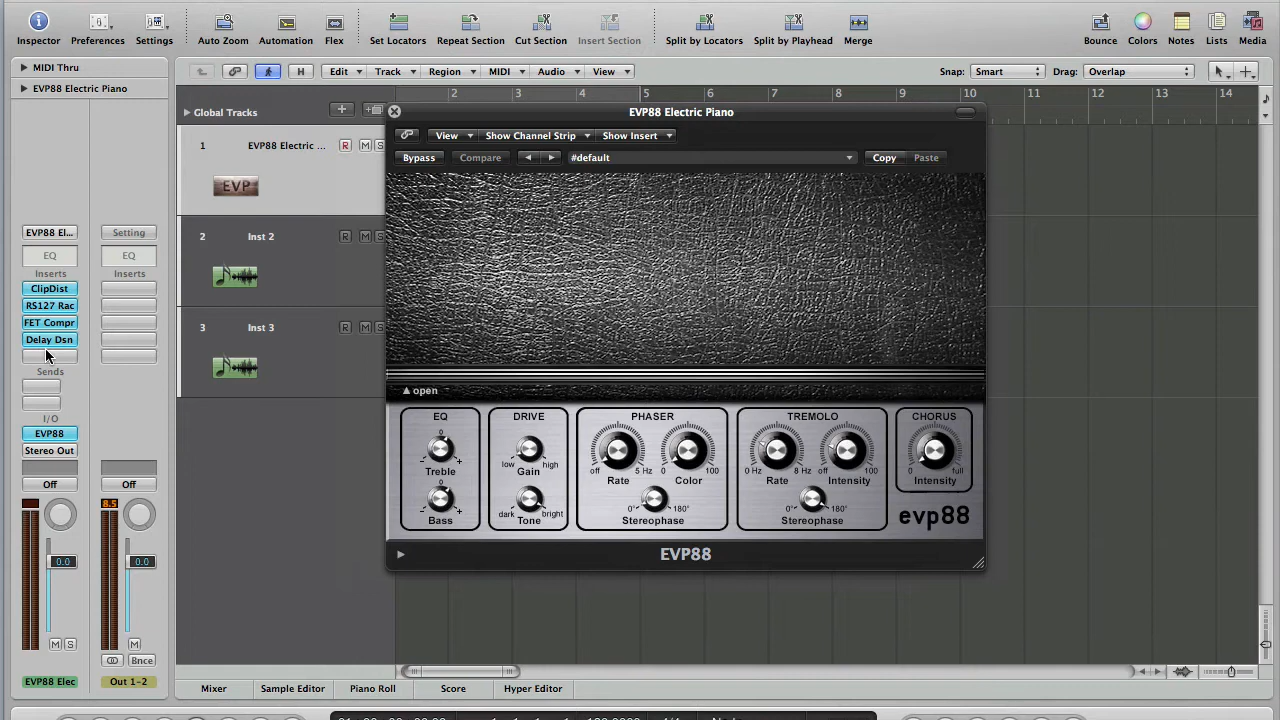 Inspector Preferences Settings Auto Zoom Automation Flex Set Locators Repeat Section Cut Section Insert Section Split by Locators Split by Playhead Merge Bounce Colors Notes Lists Media
MIDI Thru
EVP88 Electric Piano
H Edit Track Region MIDI Audio View Snap: Smart Drag: Overlap
Global Tracks
2 3 4 5 6 7 8 9 10 11 12 13 14
1 EVP88 Electric ... R M S
EVP
2 Inst 2 R M S
3 Inst 3 R M S
EVP88 El... Setting
EQ EQ
Inserts Inserts
ClipDist
RS127 Rac
FET Compr
Delay Dsn
Sends
I/O
EVP88
Stereo Out
Off Off
8.5
0.0 0.0
M S M
Bnce
EVP88 Elec Out 1-2
EVP88 Electric Piano
View Show Channel Strip Show Insert
Bypass Compare #default Copy Paste
open
EQ DRIVE PHASER TREMOLO CHORUS
0
- +
Treble
0
- +
Bass
low high
Gain
dark bright
Tone
off 5 Hz
Rate
0 100
Color
0° 180°
Stereophase
0 Hz 8 Hz
Rate
off 100
Intensity
0° 180°
Stereophase
0 full
Intensity
evp88
EVP88
Mixer Sample Editor Piano Roll Score Hyper Editor